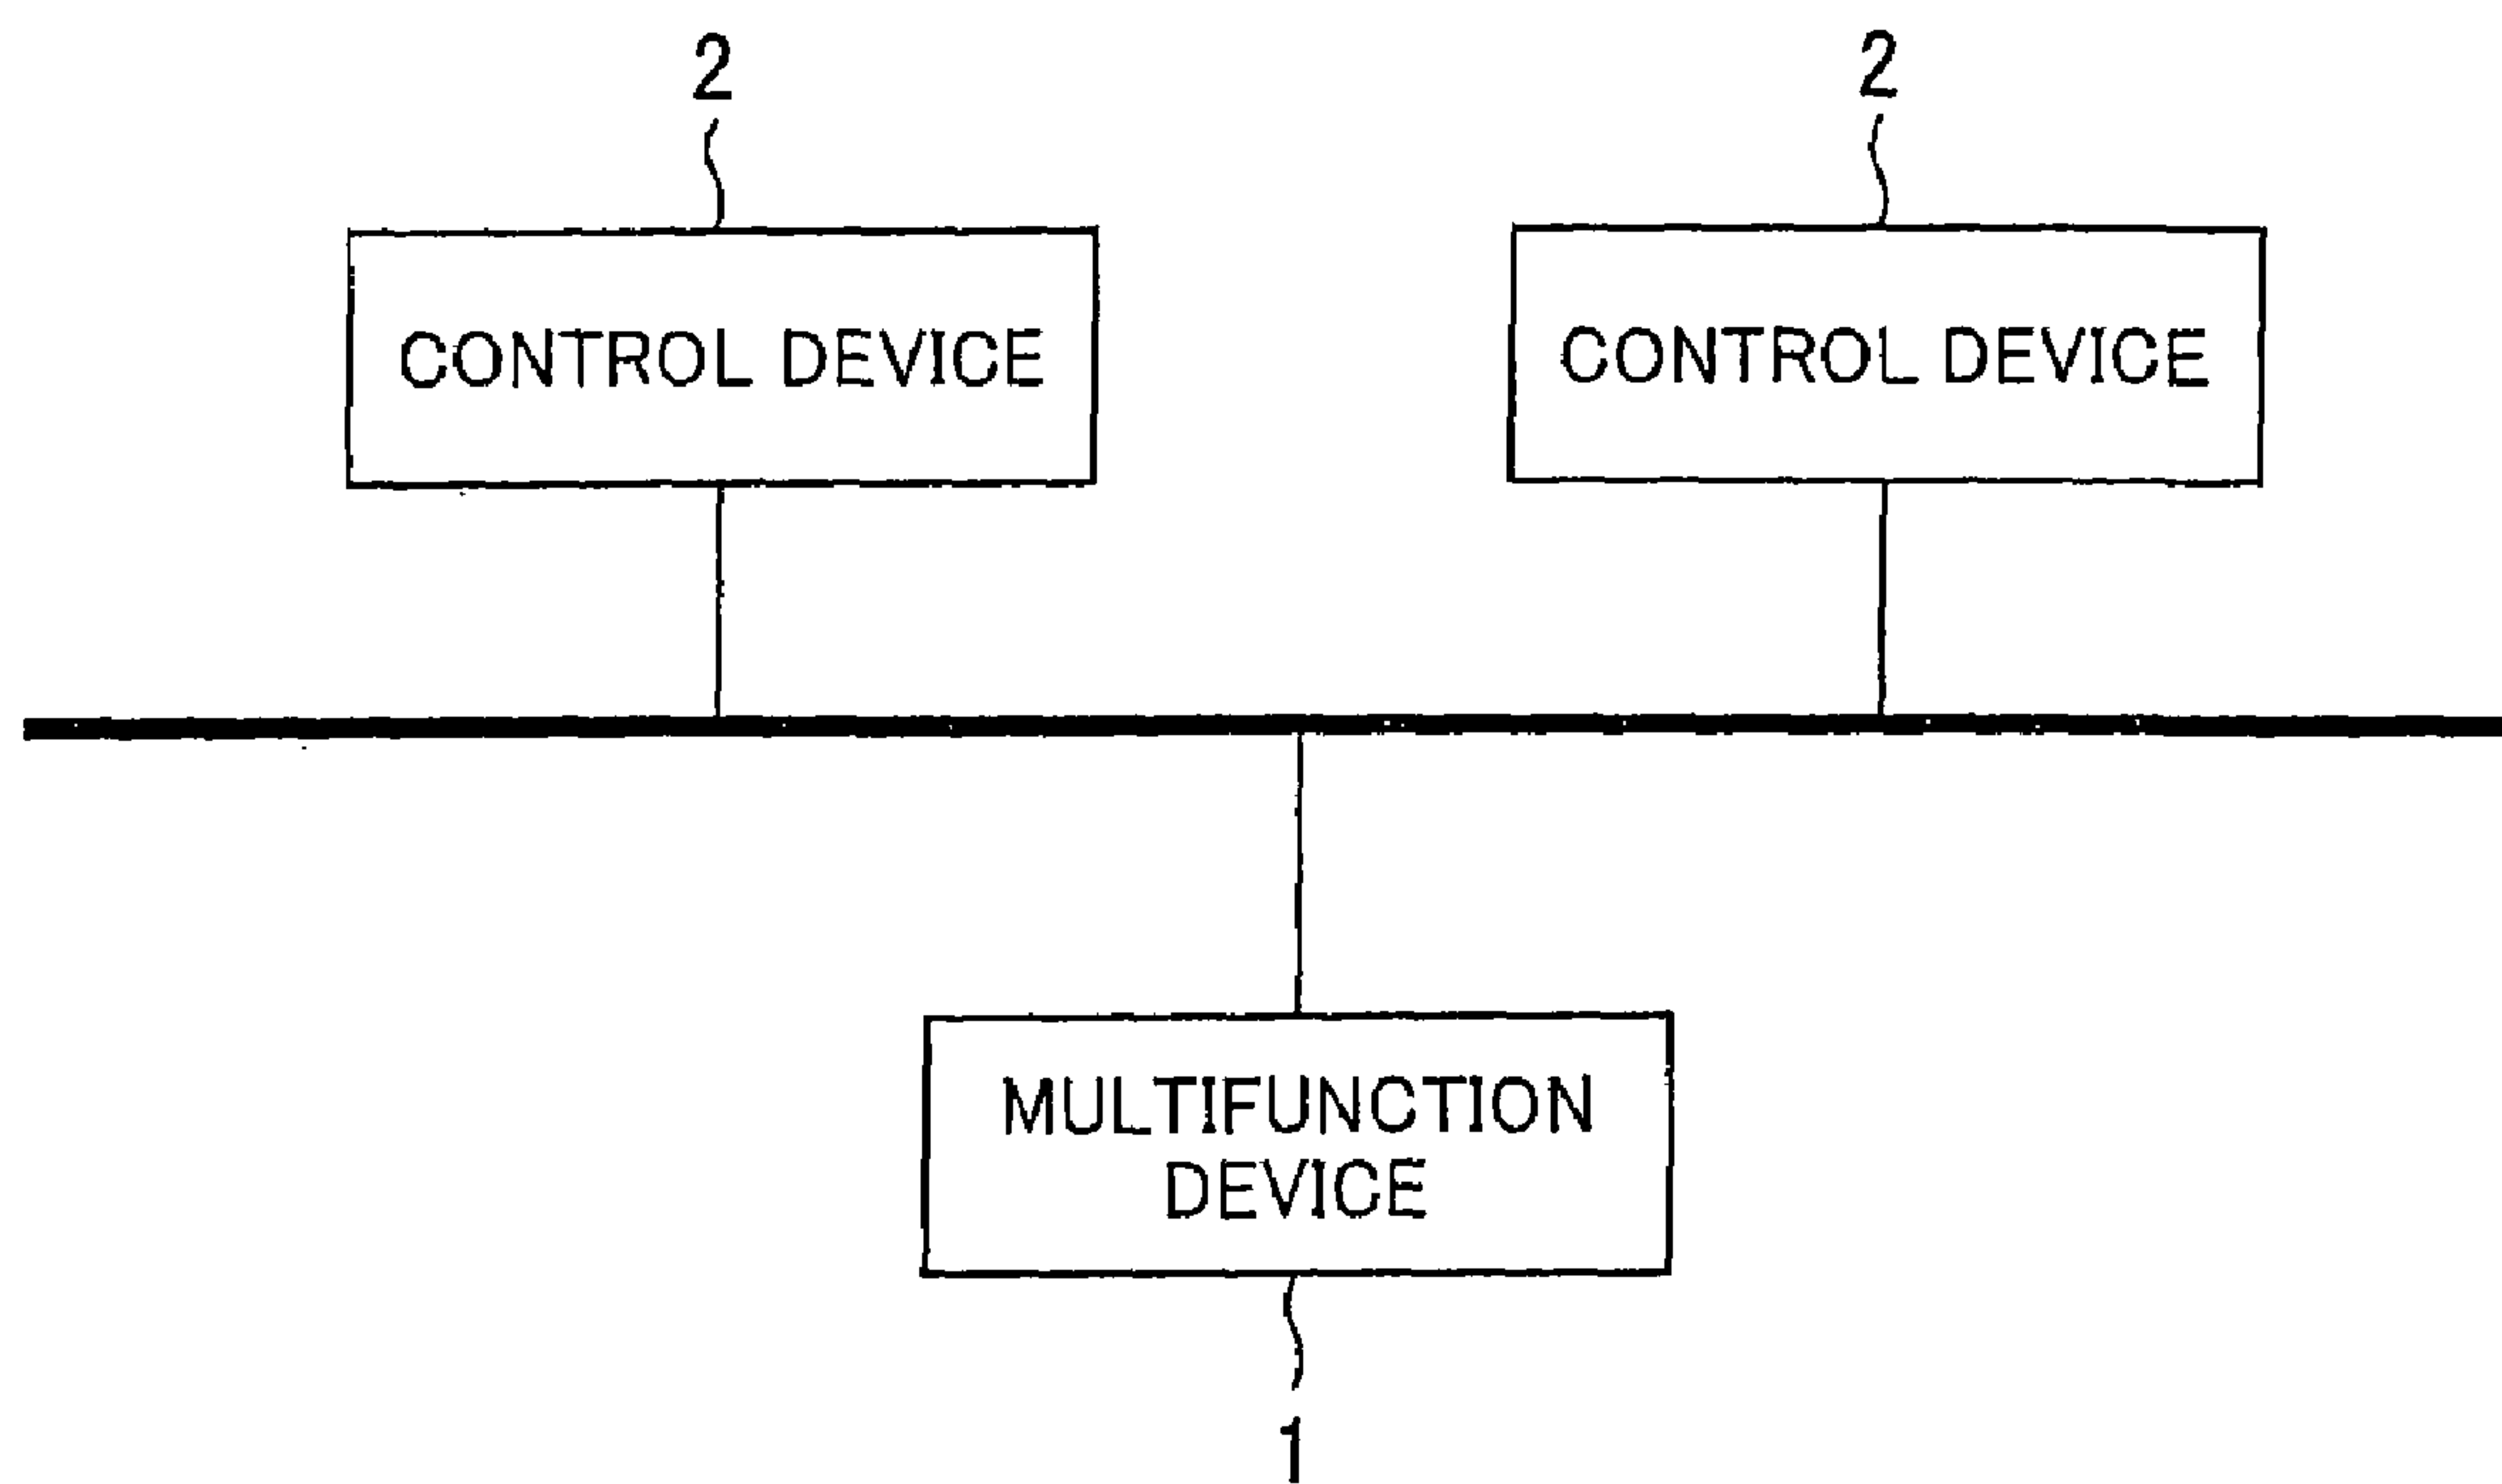 2
2
CONTROL DEVICE
CONTROL DEVICE
MULTIFUNCTION
DEVICE
1